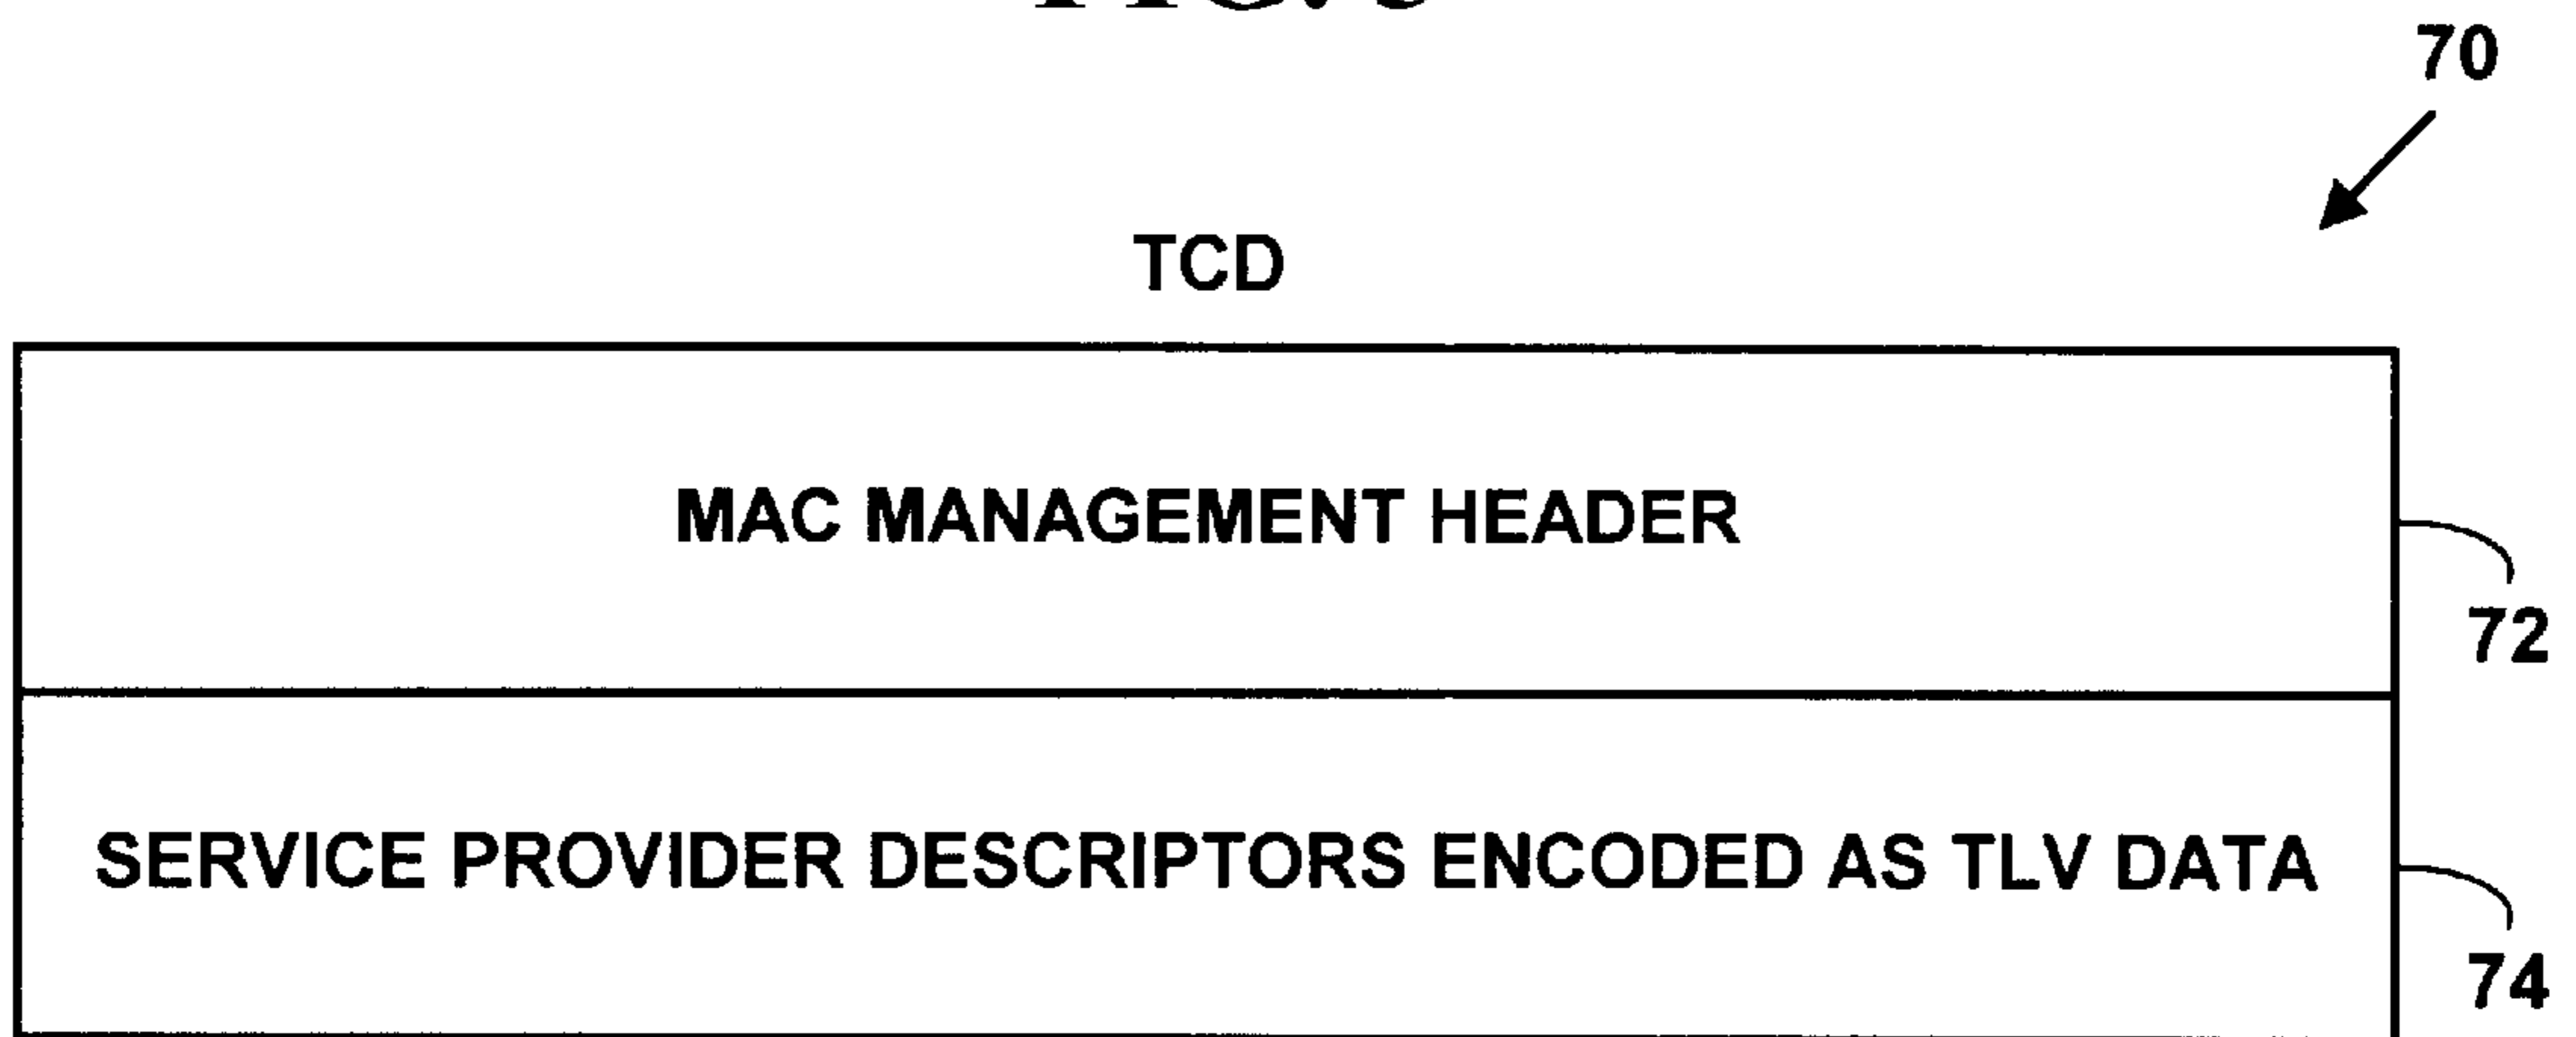 70
TCD
MAC MANAGEMENT HEADER
72
SERVICE PROVIDER DESCRIPTORS ENCODED AS TLV DATA
74